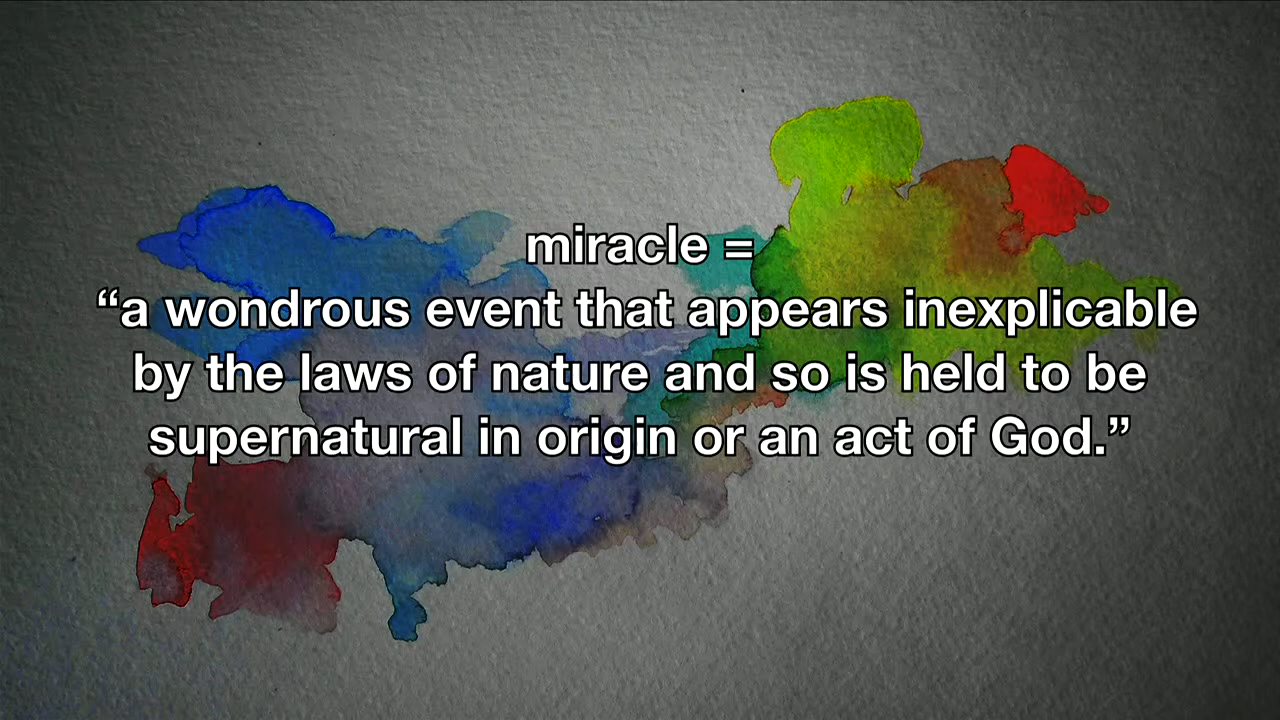 miracle =
“a wondrous event that appears inexplicable
by the laws of nature and so is held to be
supernatural in origin or an act of God.”